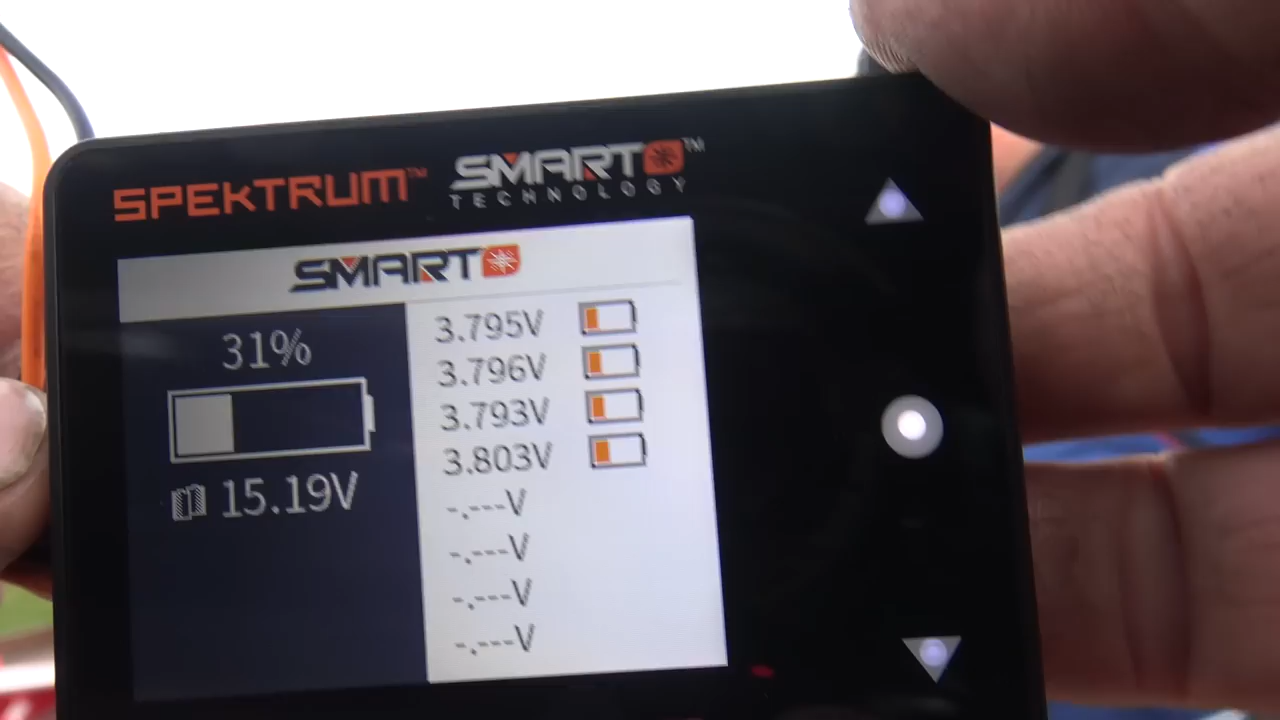 SPEKTRUM™ SMART™
TECHNOLOGY
SMART
31%
15.19V
3.795V
3.796V
3.793V
3.803V
-.---V
-.---V
-.---V
-.---V